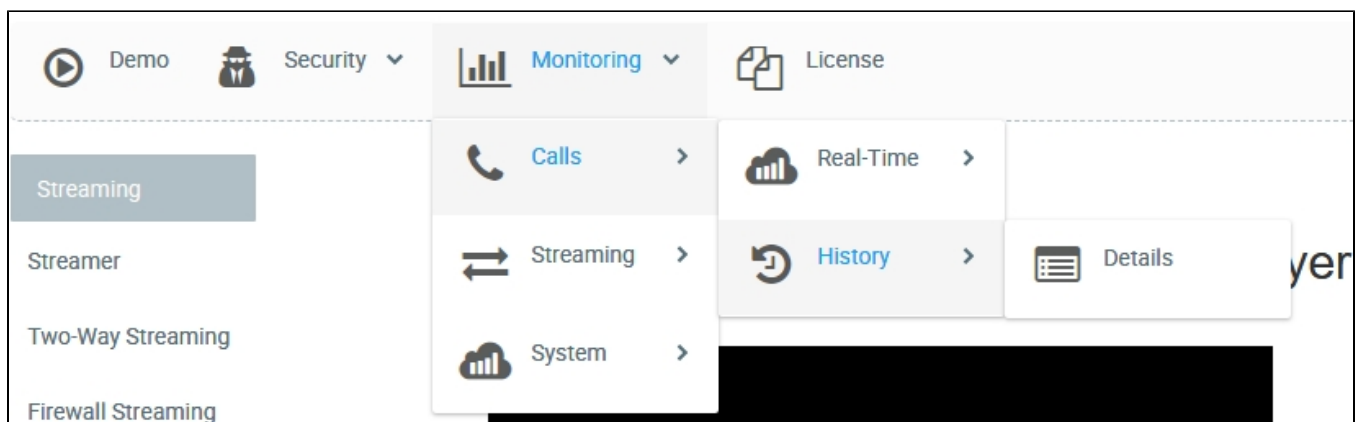 Demo Security Monitoring License
Calls
Real-Time
Streaming
Streaming
History
Details
yer
Streamer
Two-Way Streaming
System
Firewall Streaming